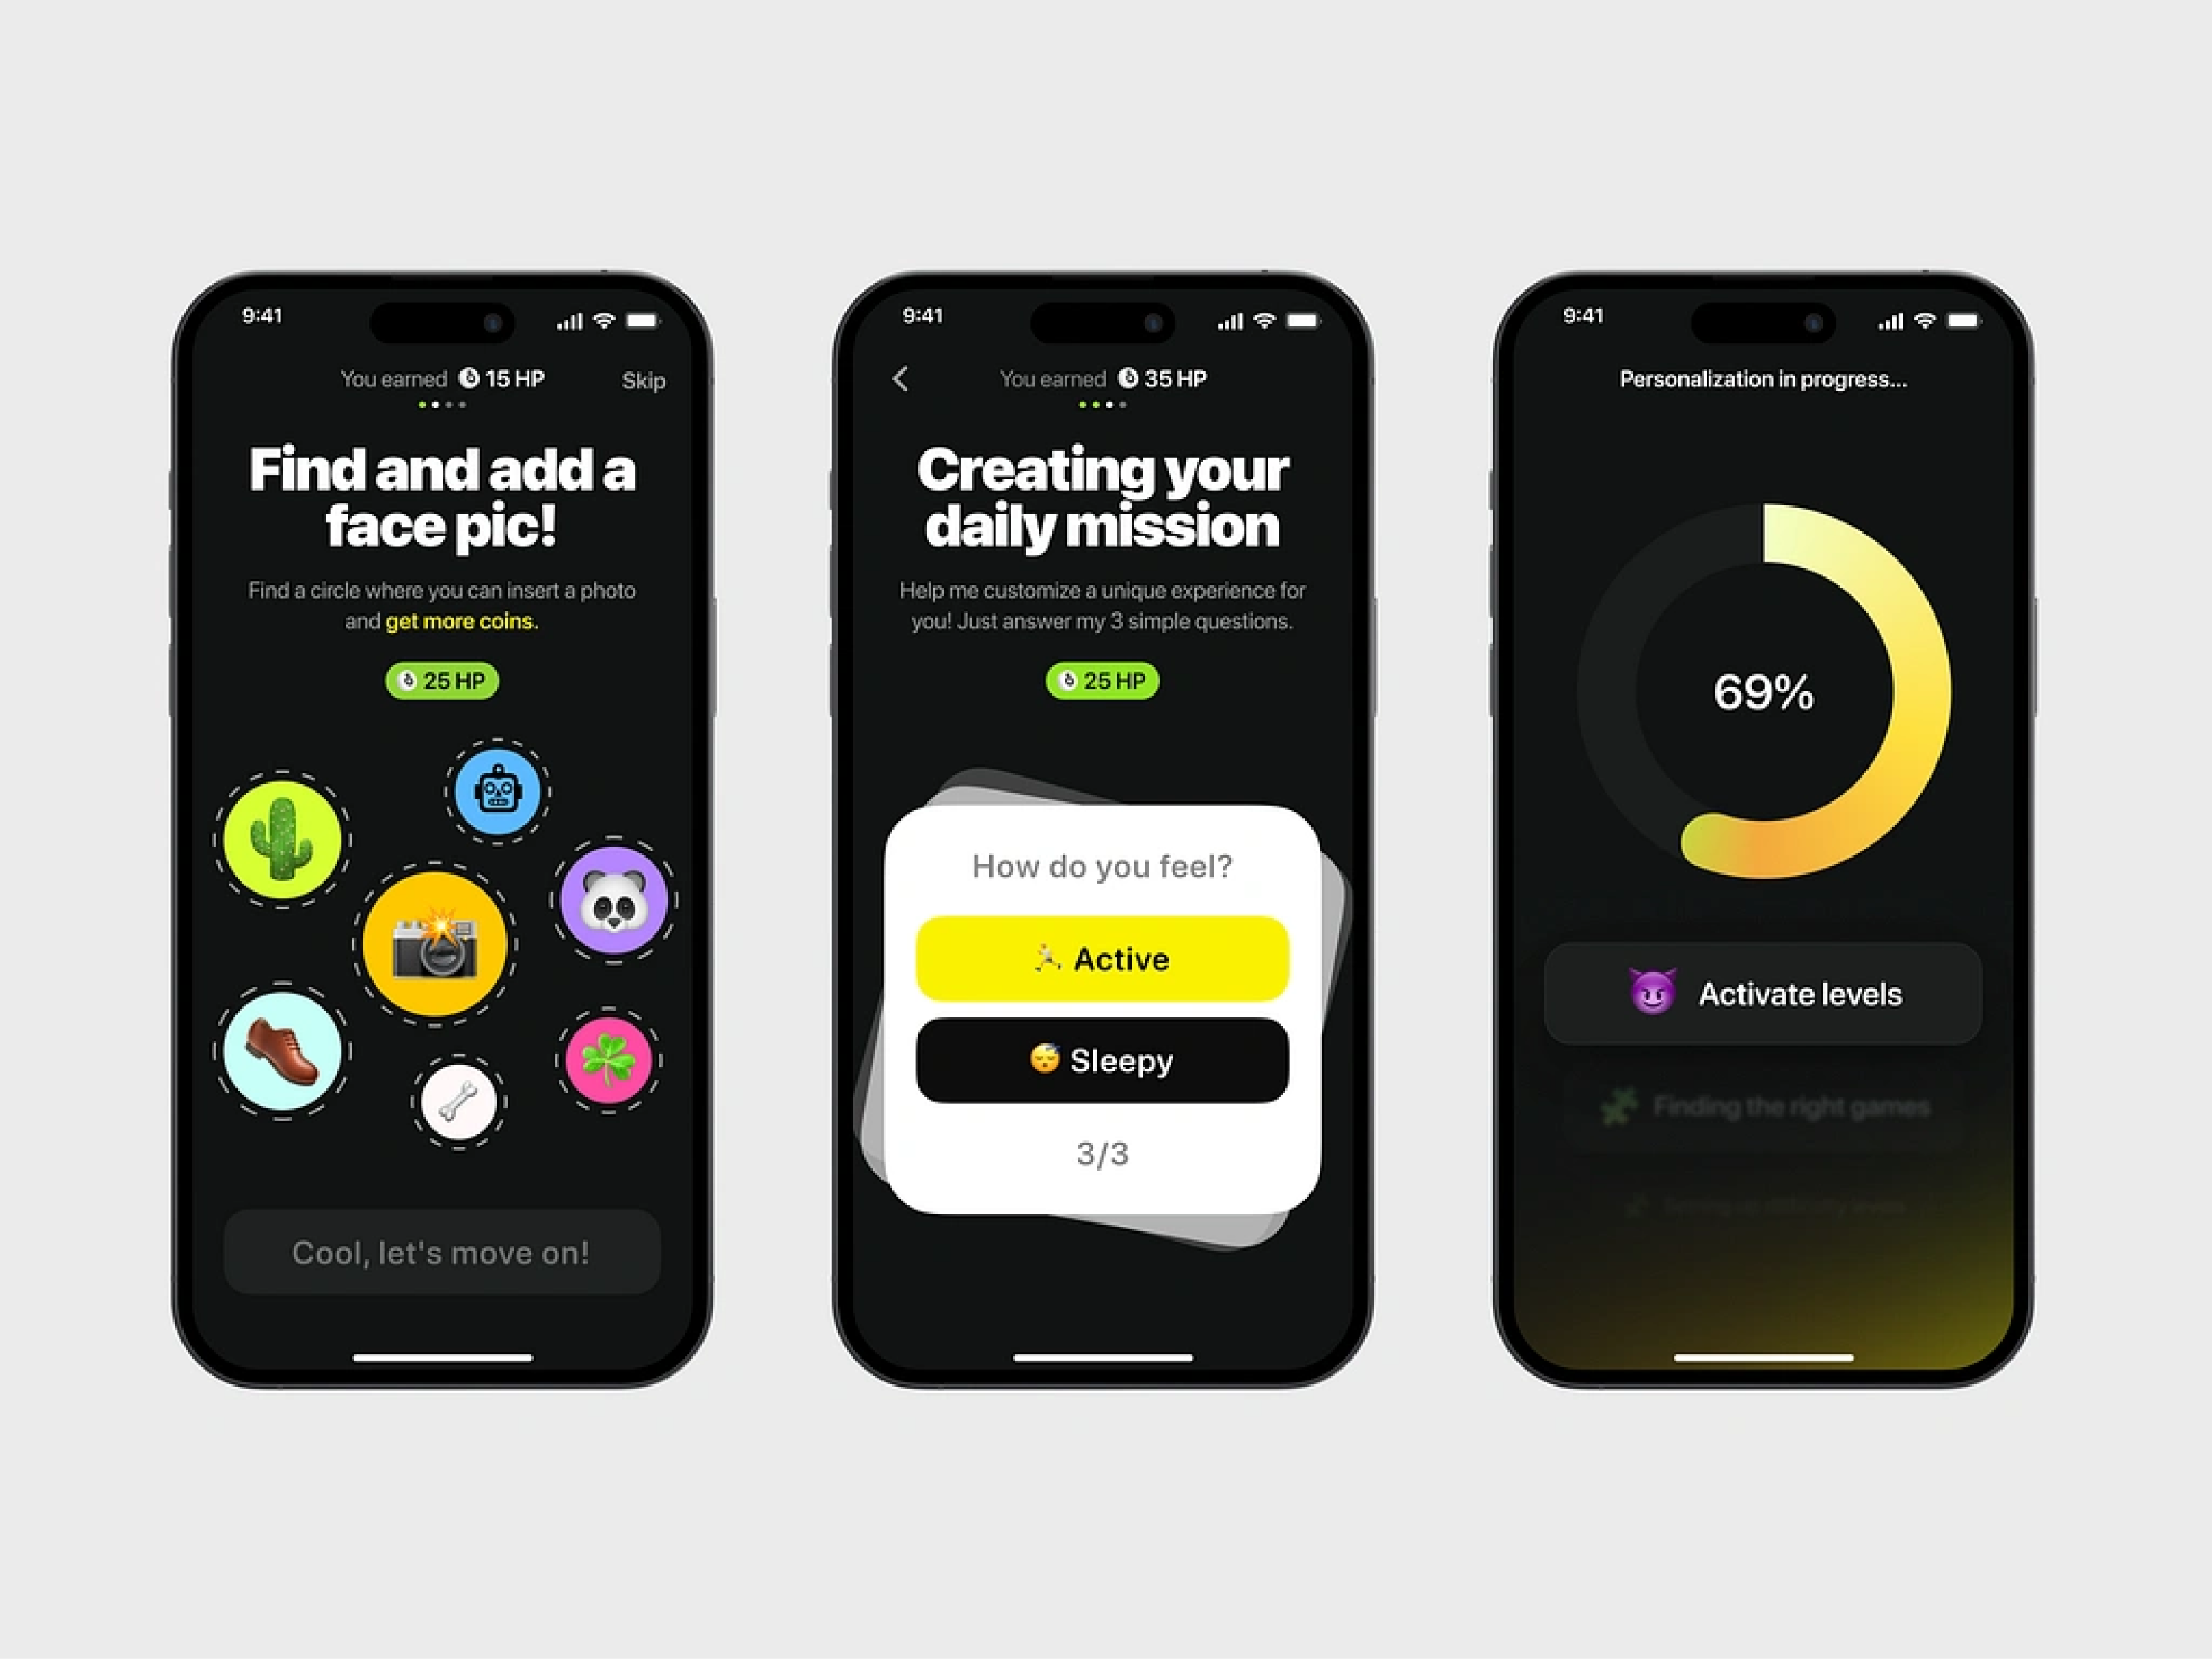 9:41
You earned 15 HP
Skip
Find and add a
face pic!
Find a circle where you can insert a photo
and get more coins.
25 HP
Cool, let's move on!
9:41
You earned 35 HP
Creating your
daily mission
Help me customize a unique experience for
you! Just answer my 3 simple questions.
25 HP
How do you feel?
Active
Sleepy
3/3
9:41
Personalization in progress...
69%
Activate levels
Finding the right games